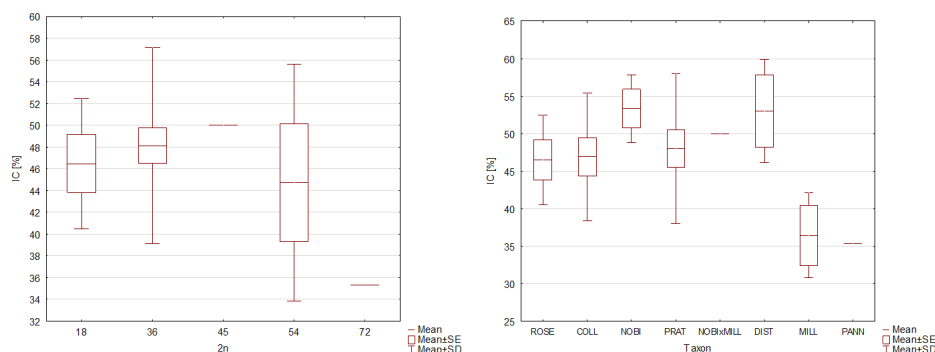 60
58
56
54
52
50
48
46
44
42
40
38
36
34
32
IC [%]
18 36 45 54 72
2n
Mean
Mean±SE
Mean±SD
65
60
55
50
45
40
35
30
25
IC [%]
ROSE COLL NOBI PRAT NOBIxMILL DIST MILL PANN
Taxon
Mean
Mean±SE
Mean±SD